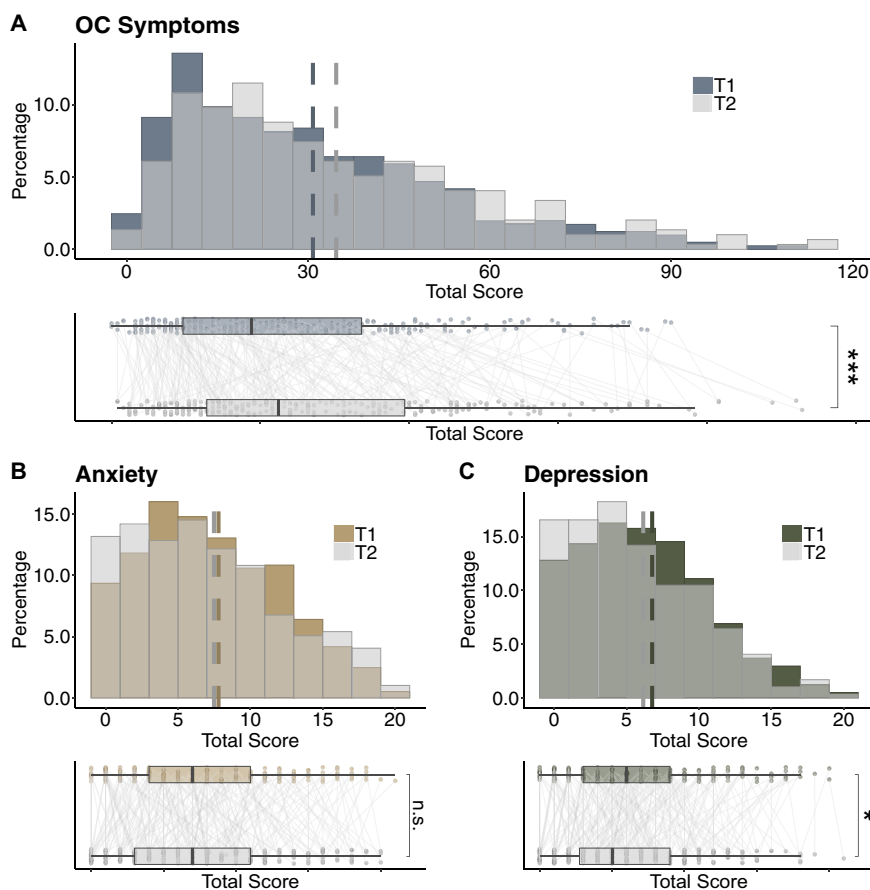 A OC Symptoms
Percentage
10.0
5.0
0.0
T1
T2
0 30 60 90 120
Total Score
***
Total Score
B Anxiety
Percentage
15.0
10.0
5.0
0.0
T1
T2
0 5 10 15 20
Total Score
n.s.
Total Score
C Depression
Percentage
15.0
10.0
5.0
0.0
T1
T2
0 5 10 15 20
Total Score
*
Total Score